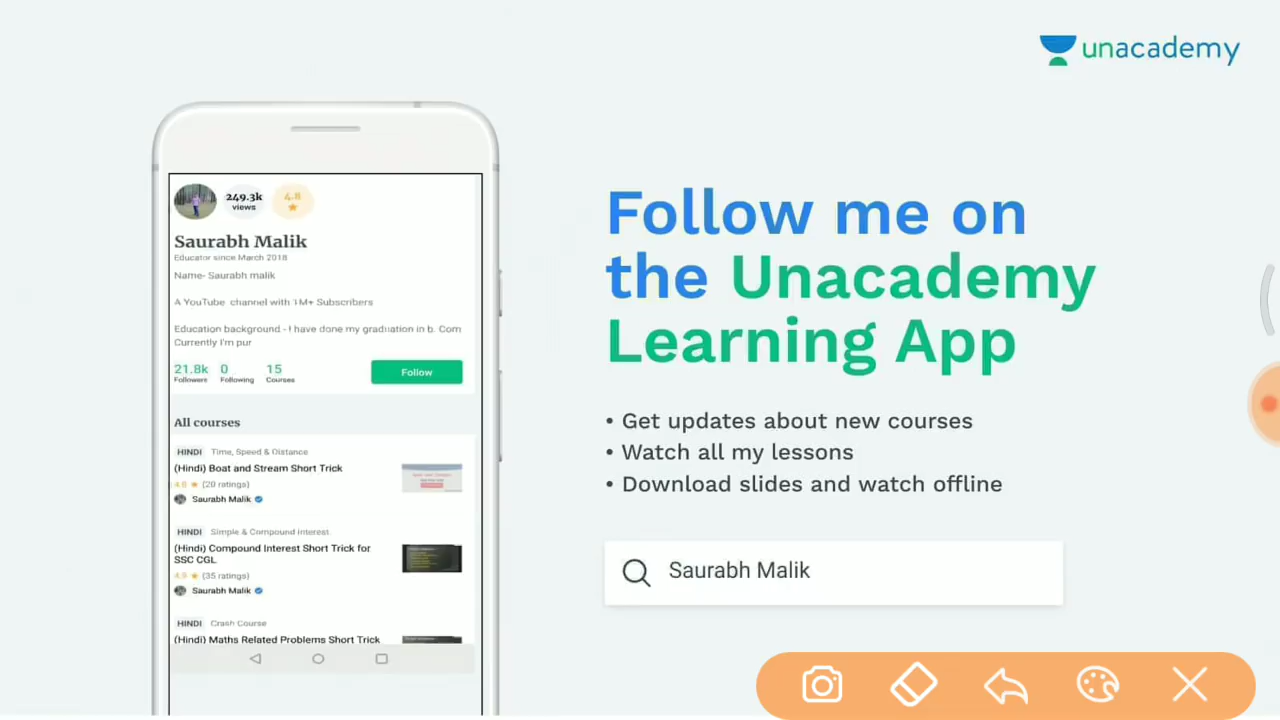 unacademy
249.3k
views
4.8
Saurabh Malik
Educator since March 2018
Name- Saurabh malik
A YouTube channel with 1M+ Subscribers
Education background - I have done my graduation in b. Com
Currently I'm pur
21.8k 0 15
Followers Following Courses
Follow
All courses
HINDI Time, Speed & Distance
(Hindi) Boat and Stream Short Trick
4.8 ★ (20 ratings)
Saurabh Malik
HINDI Simple & Compound Interest
(Hindi) Compound Interest Short Trick for
SSC CGL
4.9 ★ (35 ratings)
Saurabh Malik
HINDI Crash Course
(Hindi) Maths Related Problems Short Trick
Follow me on
the Unacademy
Learning App
• Get updates about new courses
• Watch all my lessons
• Download slides and watch offline
Saurabh Malik